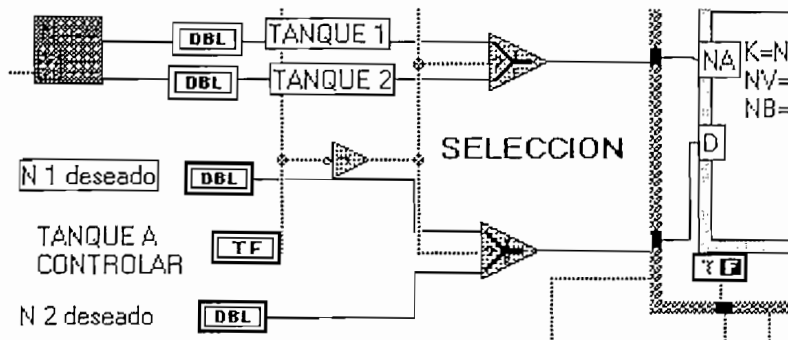 DBL TANQUE 1
DBL TANQUE 2
NA K=N
NV=
NB=
SELECCION
D
N 1 deseado DBL
TANQUE A
CONTROLAR
TF
N 2 deseado DBL